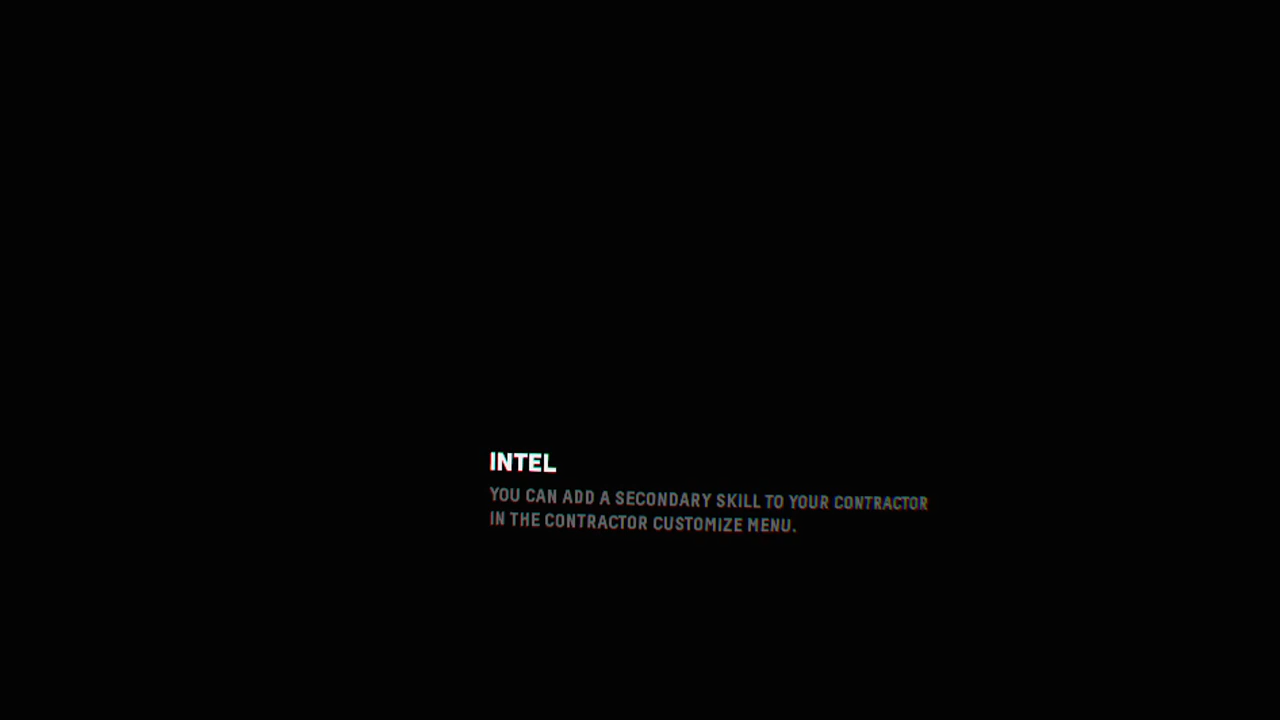 INTEL
YOU CAN ADD A SECONDARY SKILL TO YOUR CONTRACTOR
IN THE CONTRACTOR CUSTOMIZE MENU.